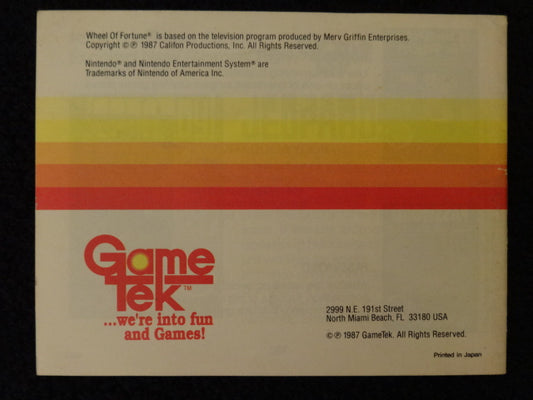 Wheel Of Fortune® is based on the television program produced by Merv Griffin Enterprises.
Copyright © ℗ 1987 Califon Productions, Inc. All Rights Reserved.
Nintendo® and Nintendo Entertainment System® are
Trademarks of Nintendo of America Inc.
Game
Tek™
...we're into fun
and Games!
2999 N.E. 191st Street
North Miami Beach, FL 33180 USA
© ℗ 1987 GameTek. All Rights Reserved.
Printed in Japan